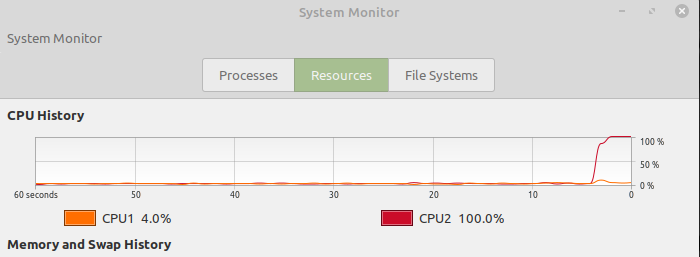 System Monitor
System Monitor
Processes Resources File Systems
CPU History
100 %
50 %
0 %
60 seconds 50 40 30 20 10 0
CPU1 4.0% CPU2 100.0%
Memory and Swap History